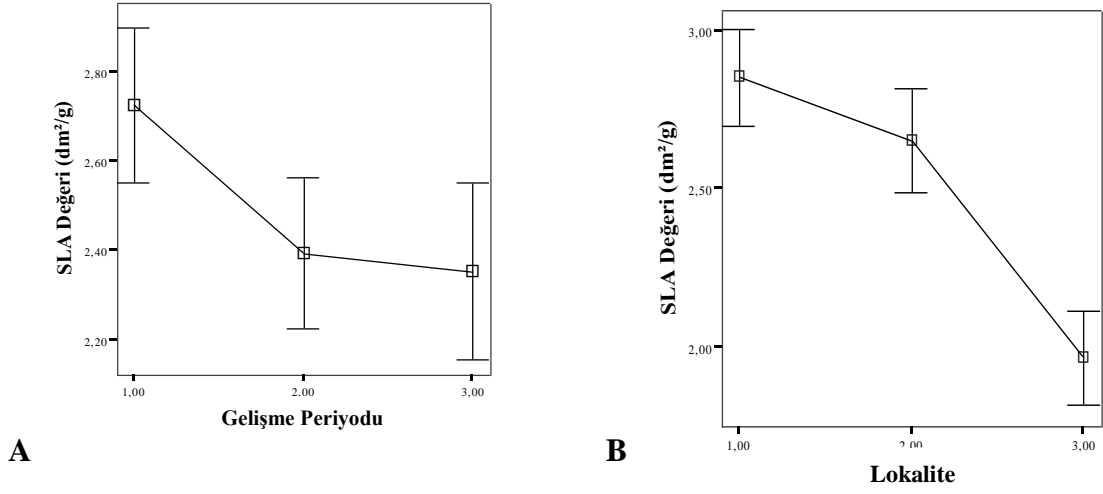 SLA Değeri (dm²/g)
2,80
2,60
2,40
2,20
1,00
2.00
3,00
Gelişme Periyodu
A
SLA Değeri (dm²/g)
3,00
2,50
2,00
1,00
2,00
3,00
Lokalite
B